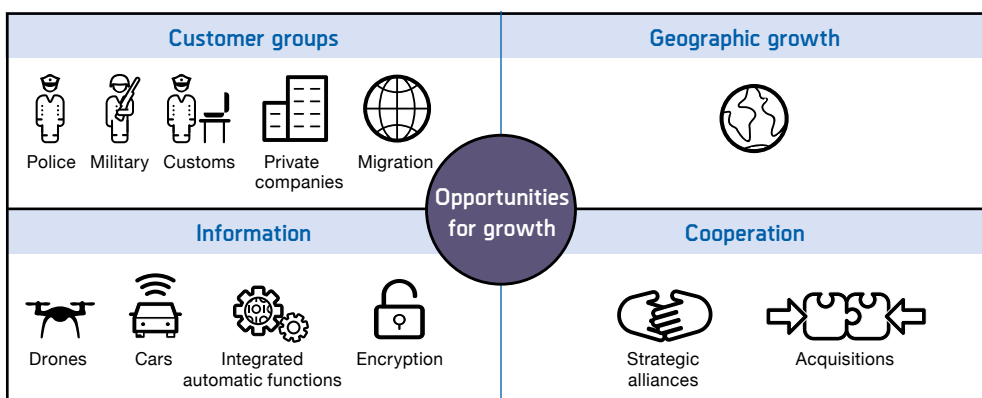 Customer groups
Police Military Customs Private companies Migration
Geographic growth
Opportunities
for growth
Information
Drones Cars Integrated automatic functions Encryption
Cooperation
Strategic alliances Acquisitions